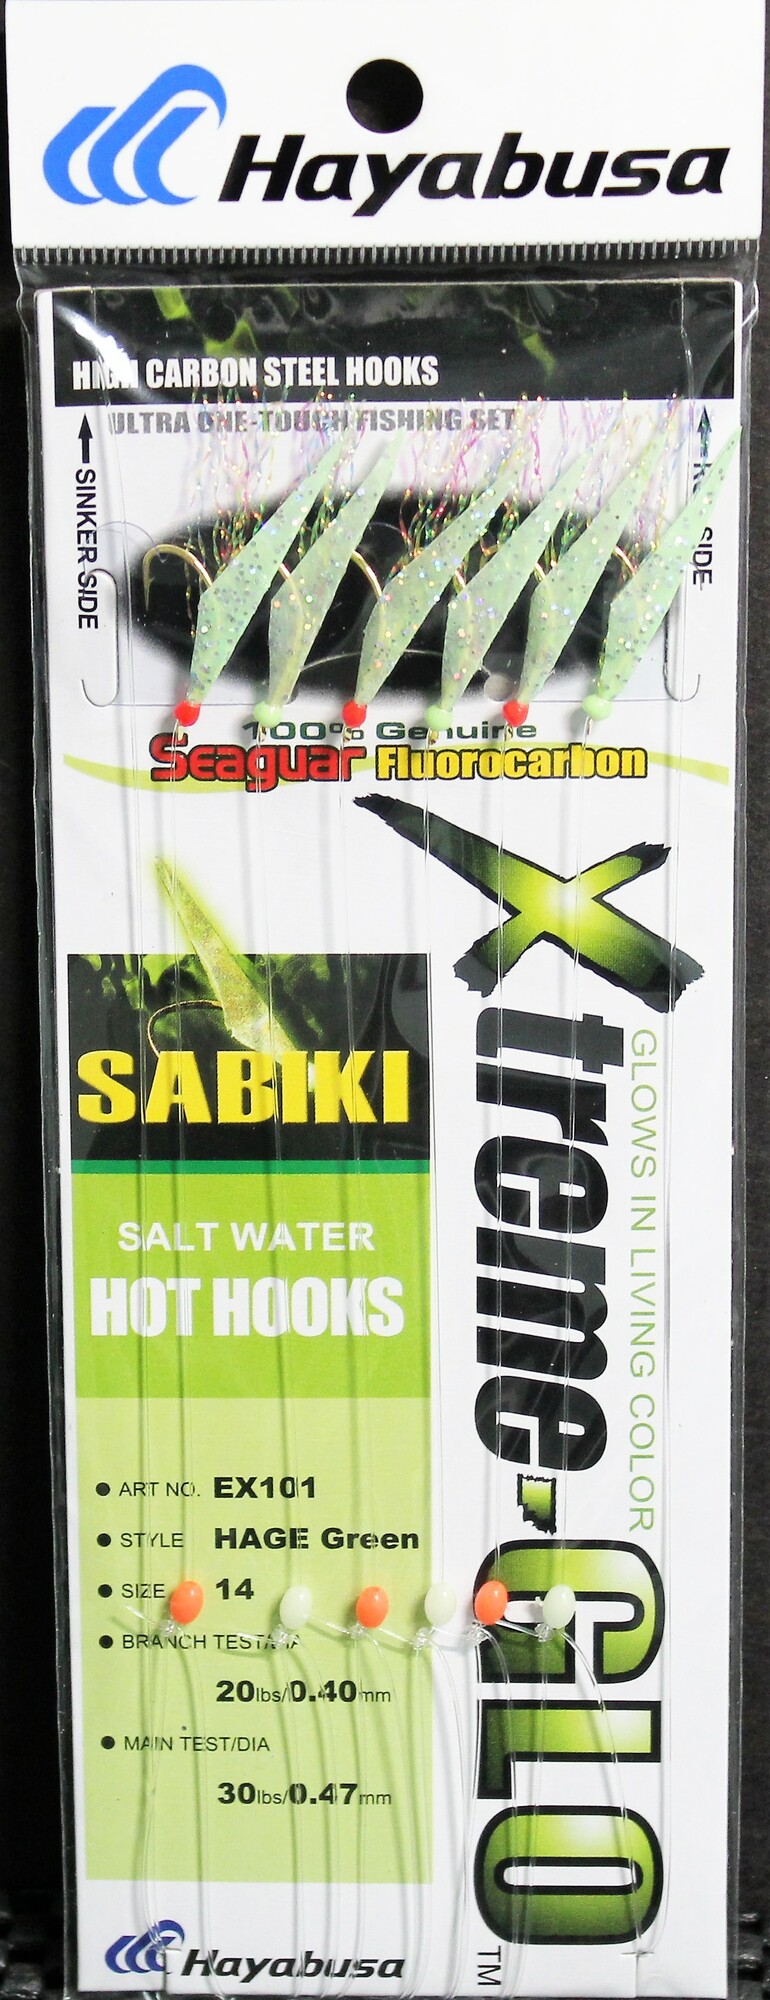 Hayabusa
HIGH CARBON STEEL HOOKS
ULTRA ONE-TOUCH FISHING SET
SINKER SIDE
SIDE
100% Genuine
Seaguar Fluorocarbon
Xtreme-GLO™
GLOWS IN LIVING COLOR
SABIKI
SALT WATER
HOT HOOKS
● ART NO. EX101
● STYLE HAGE Green
● SIZE 14
● BRANCH TEST/DIA
20lbs/0.40mm
● MAIN TEST/DIA
30lbs/0.47mm
Hayabusa